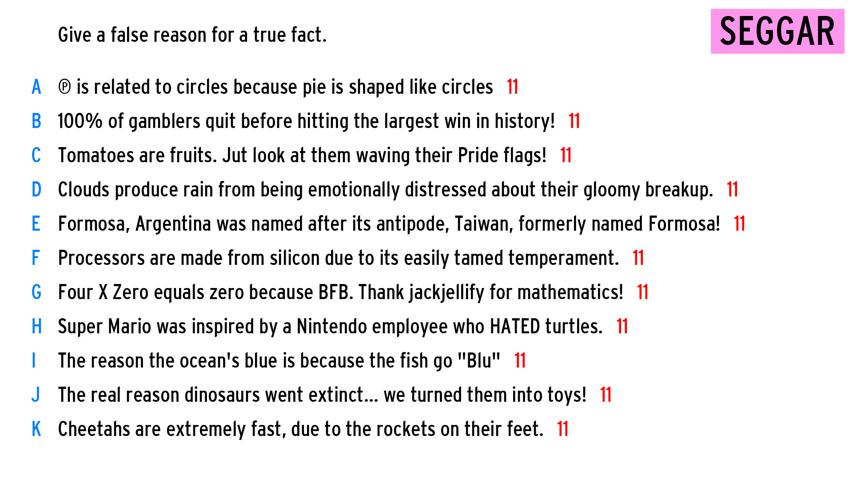 Give a false reason for a true fact.
SEGGAR
A ℗ is related to circles because pie is shaped like circles 11
B 100% of gamblers quit before hitting the largest win in history! 11
C Tomatoes are fruits. Jut look at them waving their Pride flags! 11
D Clouds produce rain from being emotionally distressed about their gloomy breakup. 11
E Formosa, Argentina was named after its antipode, Taiwan, formerly named Formosa! 11
F Processors are made from silicon due to its easily tamed temperament. 11
G Four X Zero equals zero because BFB. Thank jackjellify for mathematics! 11
H Super Mario was inspired by a Nintendo employee who HATED turtles. 11
I The reason the ocean's blue is because the fish go "Blu" 11
J The real reason dinosaurs went extinct... we turned them into toys! 11
K Cheetahs are extremely fast, due to the rockets on their feet. 11